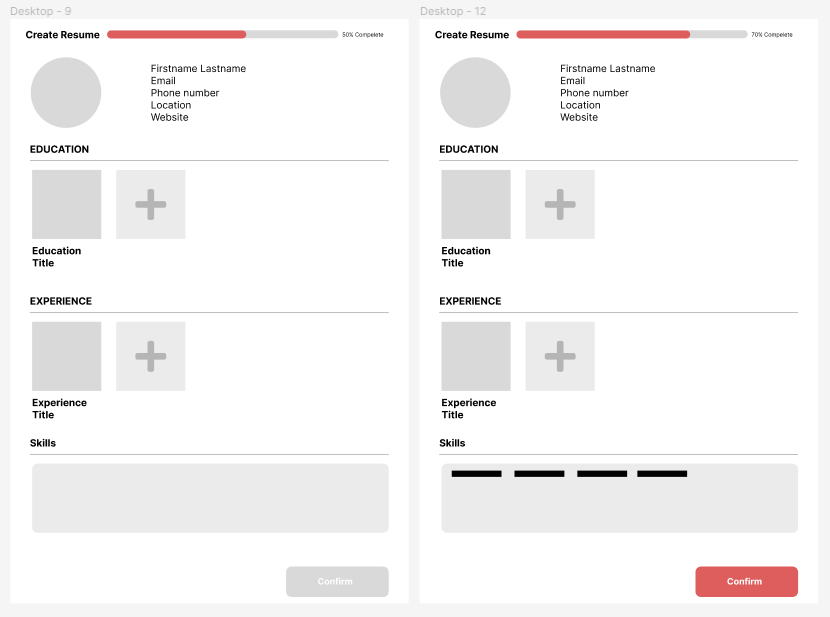 Desktop - 9
Create Resume
50% Compelete
Firstname Lastname
Email
Phone number
Location
Website
EDUCATION
Education
Title
EXPERIENCE
Experience
Title
Skills
Confirm
Desktop - 12
Create Resume
70% Compelete
Firstname Lastname
Email
Phone number
Location
Website
EDUCATION
Education
Title
EXPERIENCE
Experience
Title
Skills
Confirm